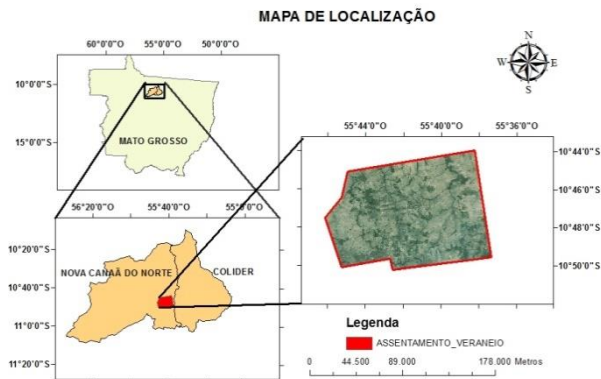 MAPA DE LOCALIZAÇÃO
60°0'0"O 55°0'0"O 50°0'0"O
10°0'0"S
15°0'0"S
MATO GROSSO
N
W E
S
55°44'0"O 55°40'0"O 55°36'0"O
10°44'0"S
10°46'0"S
10°48'0"S
10°50'0"S
56°20'0"O 55°40'0"O
10°20'0"S
10°40'0"S
11°0'0"S
11°20'0"S
NOVA CANAÃ DO NORTE COLIDER
Legenda
ASSENTAMENTO_VERANEIO
0 44.500 89.000 178.000 Metros